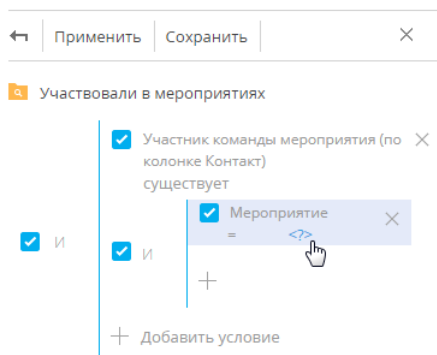 Применить Сохранить
Участвовали в мероприятиях
Участник команды мероприятия (по
колонке Контакт)
существует
Мероприятие
= <?>
И
И
Добавить условие